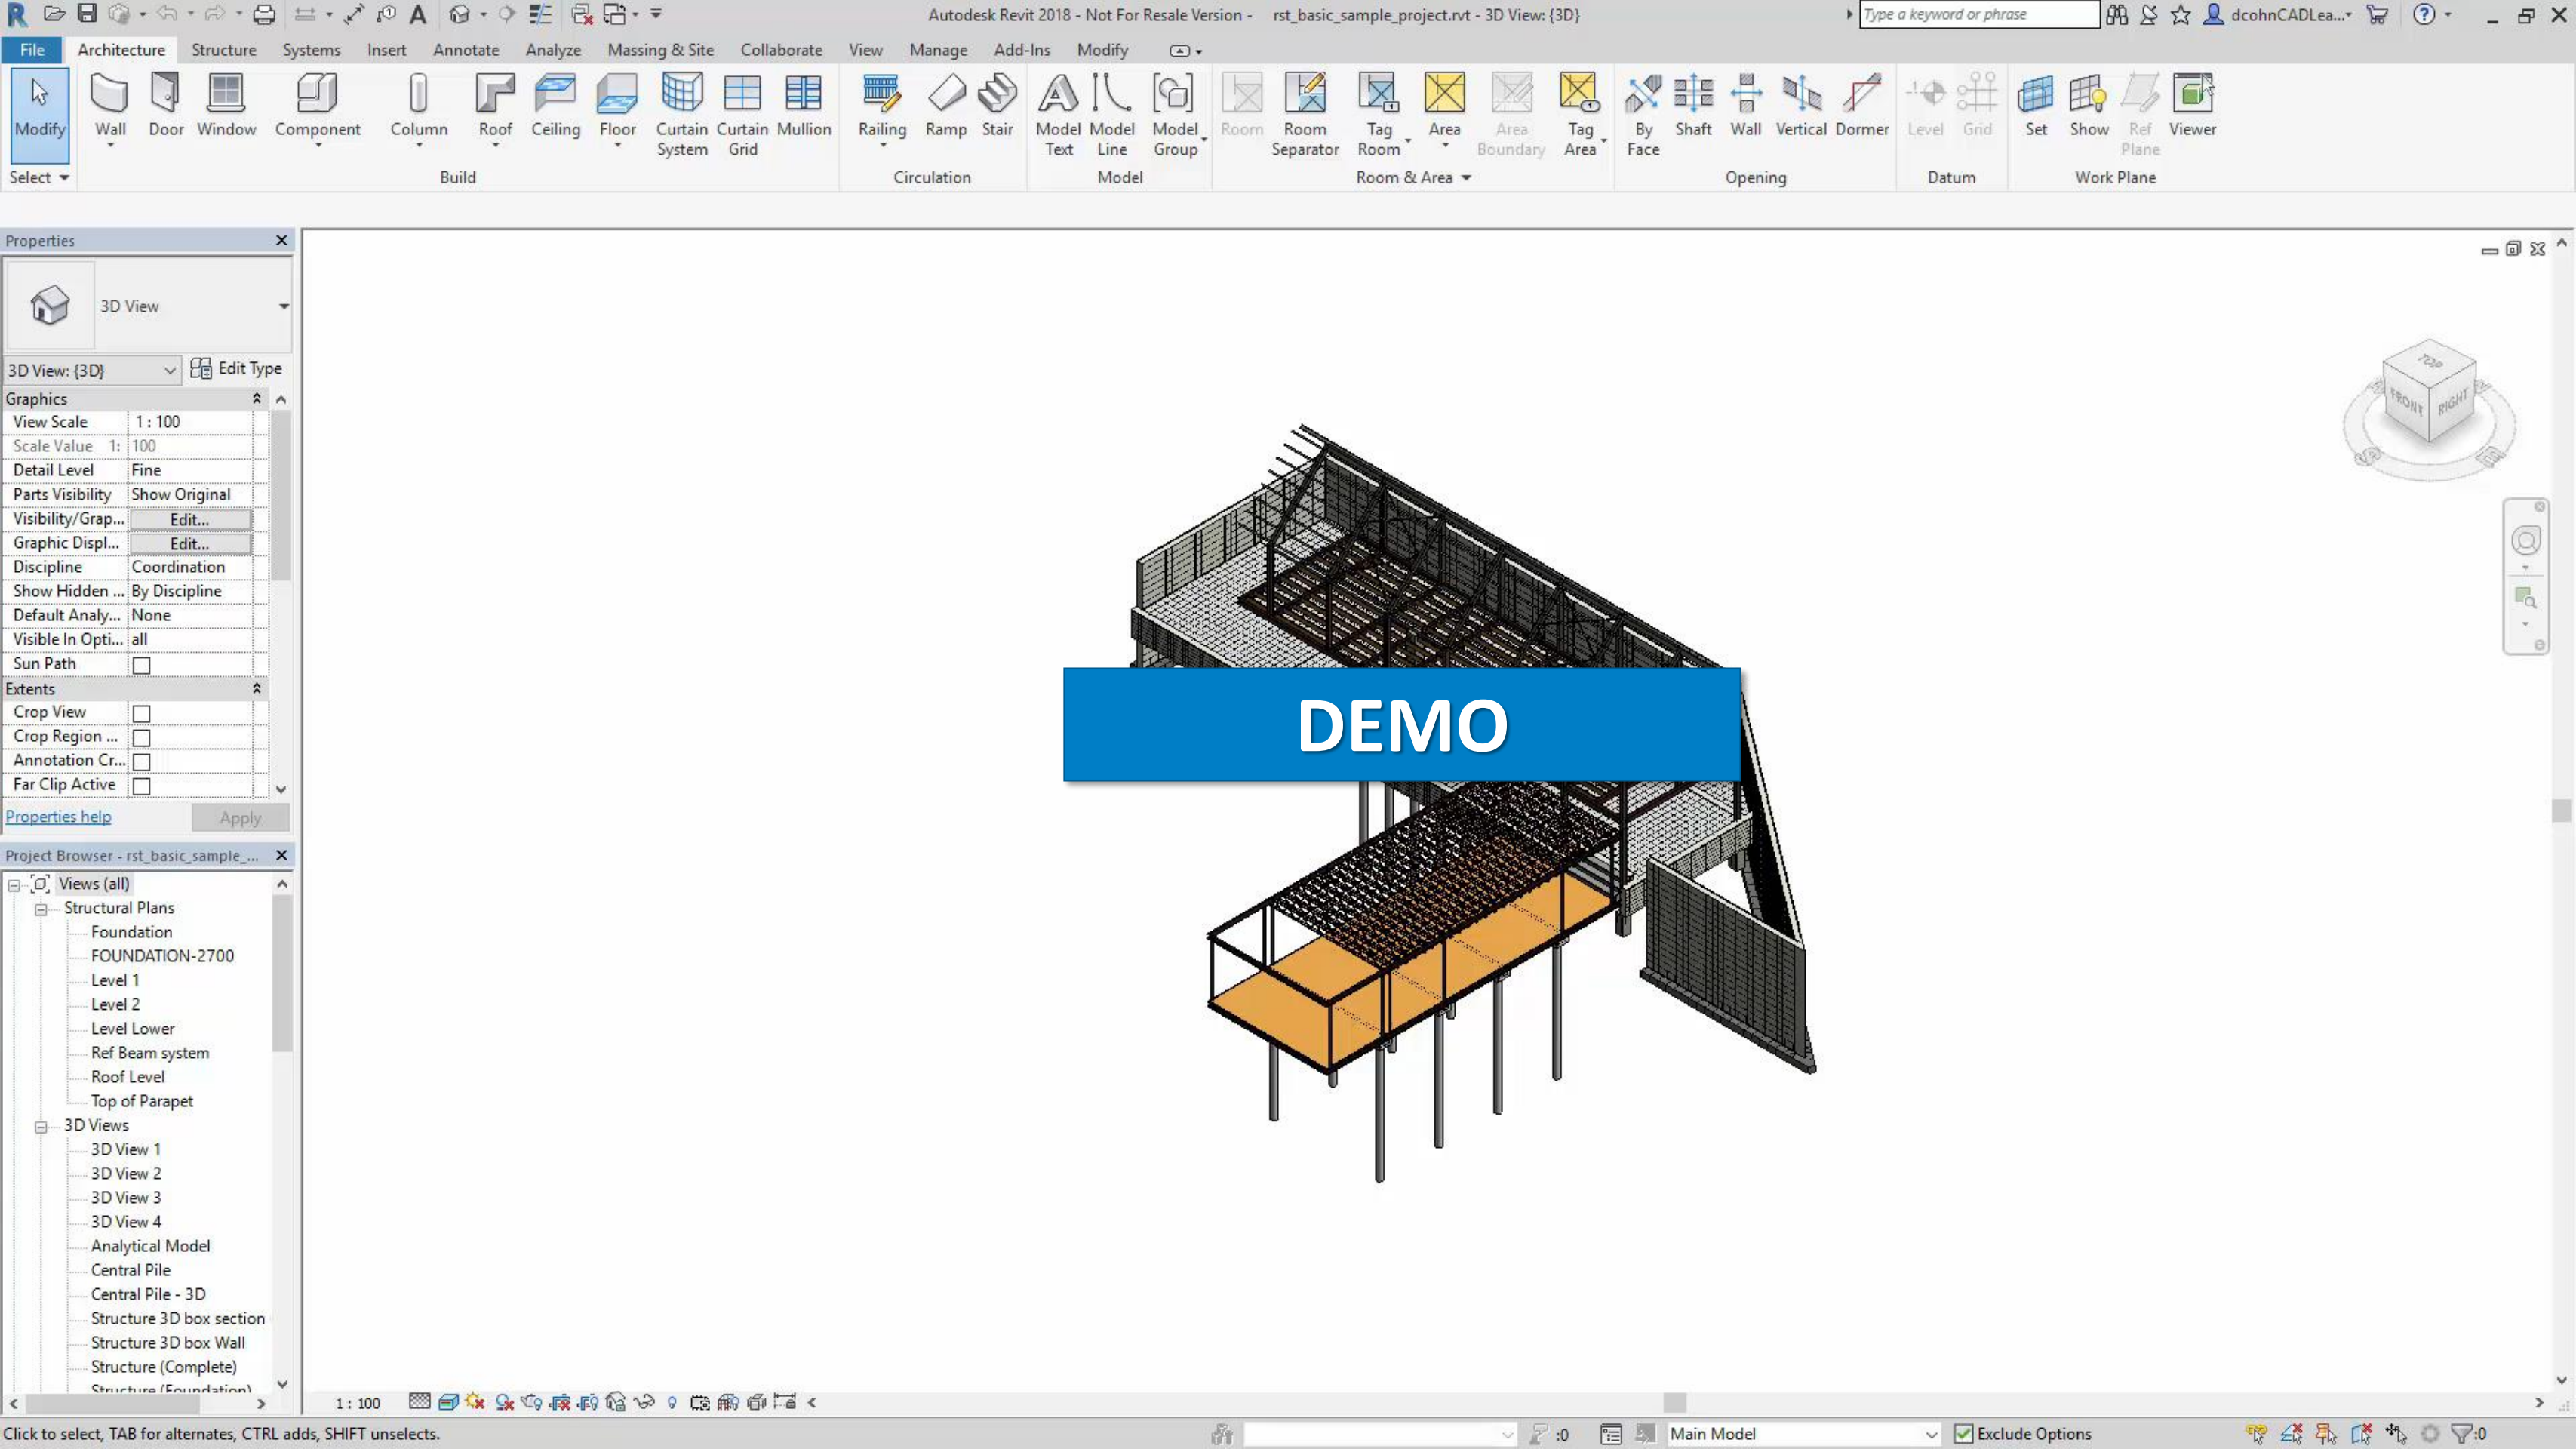 Autodesk Revit 2018 - Not For Resale Version - rst_basic_sample_project.rvt - 3D View: {3D}
Type a keyword or phrase
dcohnCADLea...
File Architecture Structure Systems Insert Annotate Analyze Massing & Site Collaborate View Manage Add-Ins Modify
Modify Wall Door Window Component Column Roof Ceiling Floor Curtain System Curtain Grid Mullion Railing Ramp Stair Model Text Model Line Model Group Room Room Separator Tag Room Area Area Boundary Tag Area By Face Shaft Wall Vertical Dormer Level Grid Set Show Ref Plane Viewer
Select Build Circulation Model Room & Area Opening Datum Work Plane
Properties
3D View
3D View: {3D} Edit Type
Graphics
View Scale 1 : 100
Scale Value 1: 100
Detail Level Fine
Parts Visibility Show Original
Visibility/Grap... Edit...
Graphic Displ... Edit...
Discipline Coordination
Show Hidden ... By Discipline
Default Analy... None
Visible In Opti... all
Sun Path
Extents
Crop View
Crop Region ...
Annotation Cr...
Far Clip Active
Properties help Apply
Project Browser - rst_basic_sample_...
Views (all)
Structural Plans
Foundation
FOUNDATION-2700
Level 1
Level 2
Level Lower
Ref Beam system
Roof Level
Top of Parapet
3D Views
3D View 1
3D View 2
3D View 3
3D View 4
Analytical Model
Central Pile
Central Pile - 3D
Structure 3D box section
Structure 3D box Wall
Structure (Complete)
Structure (Foundation)
TOP
FRONT RIGHT
DEMO
1 : 100
Click to select, TAB for alternates, CTRL adds, SHIFT unselects.
:0 Main Model Exclude Options :0